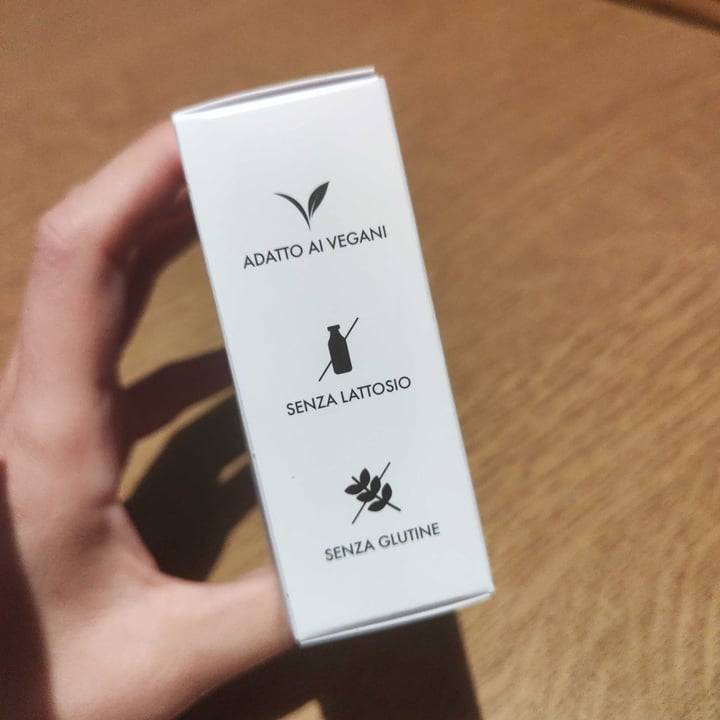 ADATTO AI VEGANI
SENZA LATTOSIO
SENZA GLUTINE